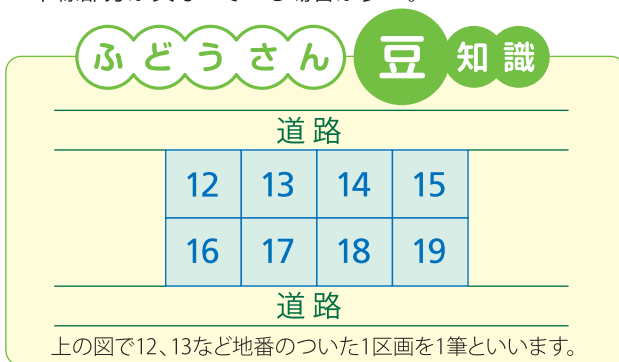 ふどうさん 豆 知識
道路
12 13 14 15
16 17 18 19
道路
上の図で12、13など地番のついた1区画を1筆といいます。